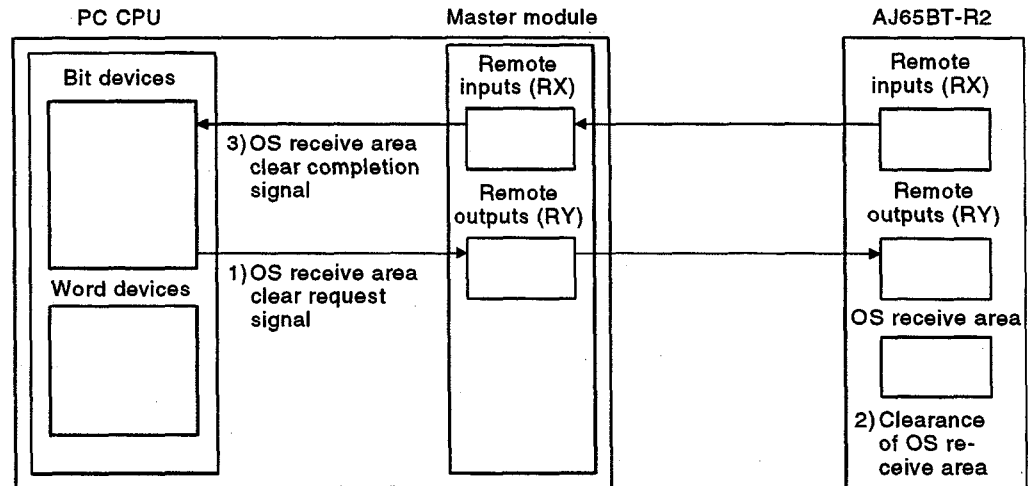 PC CPU
Master module
AJ65BT-R2
Bit devices
Remote
inputs (RX)
Remote
inputs (RX)
3) OS receive area
clear completion
signal
Remote
outputs (RY)
Remote
outputs (RY)
1) OS receive area
clear request
signal
Word devices
OS receive area
2) Clearance
of OS re-
ceive area